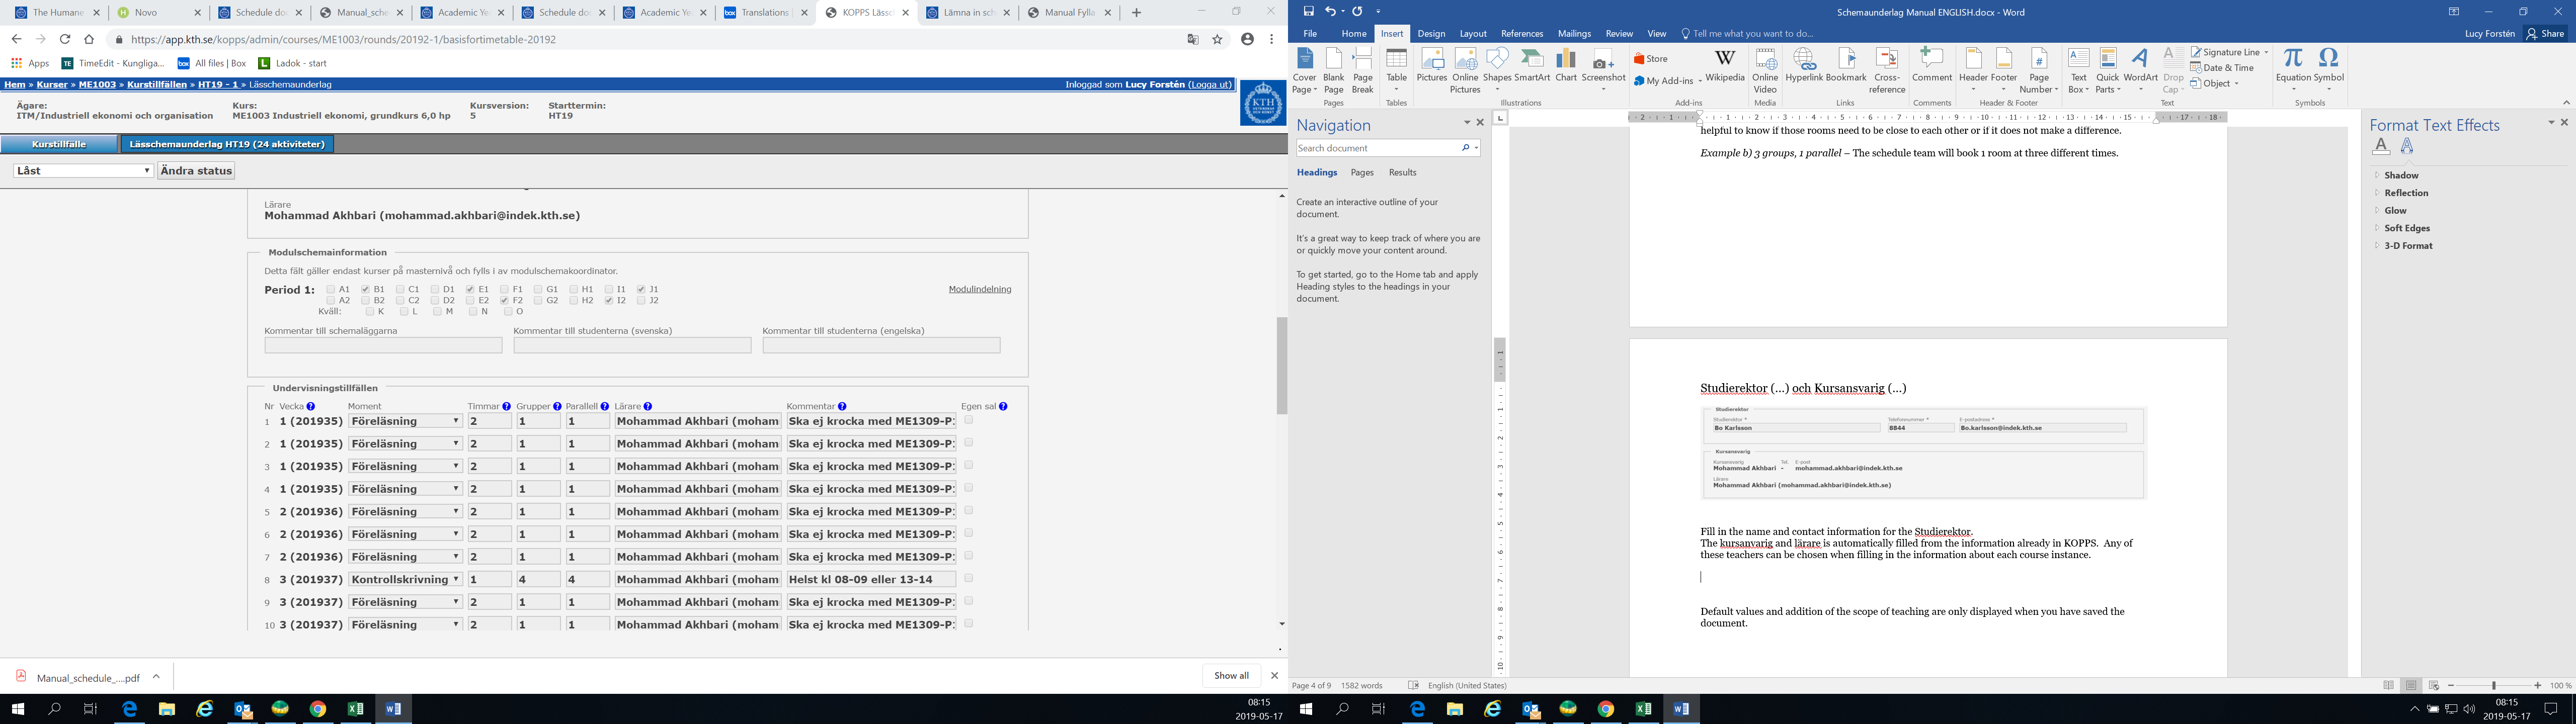 The Humane
Novo
Schedule doc
Manual_sche
Academic Ye
Schedule doc
Academic Yea
Translations |
KOPPS Lässc
Lämna in sch
Manual Fylla
https://app.kth.se/kopps/admin/courses/ME1003/rounds/20192-1/basisfortimetable-20192
Apps TimeEdit - Kungliga... All files | Box Ladok - start
Hem » Kurser » ME1003 » Kurstillfällen » HT19 - 1 » Lässchemaunderlag Inloggad som Lucy Forstén (Logga ut)
Ägare: Kurs: Kursversion: Starttermin:
ITM/Industriell ekonomi och organisation ME1003 Industriell ekonomi, grundkurs 6,0 hp 5 HT19
KTH
Kurstillfälle Lässchemaunderlag HT19 (24 aktiviteter)
Låst Ändra status
Lärare
Mohammad Akhbari (mohammad.akhbari@indek.kth.se)
Modulschemainformation
Detta fält gäller endast kurser på masternivå och fylls i av modulschemakoordinator.
Period 1: A1 B1 C1 D1 E1 F1 G1 H1 I1 J1 Modulindelning
A2 B2 C2 D2 E2 F2 G2 H2 I2 J2
Kväll: K L M N O
Kommentar till schemaläggarna Kommentar till studenterna (svenska) Kommentar till studenterna (engelska)
Undervisningstillfällen
Nr Vecka Moment Timmar Grupper Parallell Lärare Kommentar Egen sal
1 1 (201935) Föreläsning 2 1 1 Mohammad Akhbari (moham Ska ej krocka med ME1309-P:
2 1 (201935) Föreläsning 2 1 1 Mohammad Akhbari (moham Ska ej krocka med ME1309-P:
3 1 (201935) Föreläsning 2 1 1 Mohammad Akhbari (moham Ska ej krocka med ME1309-P:
4 1 (201935) Föreläsning 2 1 1 Mohammad Akhbari (moham Ska ej krocka med ME1309-P:
5 2 (201936) Föreläsning 2 1 1 Mohammad Akhbari (moham Ska ej krocka med ME1309-P:
6 2 (201936) Föreläsning 2 1 1 Mohammad Akhbari (moham Ska ej krocka med ME1309-P:
7 2 (201936) Föreläsning 2 1 1 Mohammad Akhbari (moham Ska ej krocka med ME1309-P:
8 3 (201937) Kontrollskrivning 1 4 4 Mohammad Akhbari (moham Helst kl 08-09 eller 13-14
9 3 (201937) Föreläsning 2 1 1 Mohammad Akhbari (moham Ska ej krocka med ME1309-P:
10 3 (201937) Föreläsning 2 1 1 Mohammad Akhbari (moham Ska ej krocka med ME1309-P:
Manual_schedule_....pdf Show all
08:15
2019-05-17
Schemaunderlag Manual ENGLISH.docx - Word
File Home Insert Design Layout References Mailings Review View Tell me what you want to do... Lucy Forstén Share
Cover Page
Blank Page
Page Break
Table
Pictures
Online Pictures
Shapes
SmartArt
Chart
Screenshot
Store
My Add-ins
Wikipedia
Online Video
Hyperlink
Bookmark
Cross-reference
Comment
Header
Footer
Page Number
Text Box
Quick Parts
WordArt
Drop Cap
Signature Line
Date & Time
Object
Equation
Symbol
Pages Tables Illustrations Add-ins Media Links Comments Header & Footer Text Symbols
Navigation
Search document
Headings Pages Results
Create an interactive outline of your
document.
It's a great way to keep track of where you are
or quickly move your content around.
To get started, go to the Home tab and apply
Heading styles to the headings in your
document.
helpful to know if those rooms need to be close to each other or if it does not make a difference.
Example b) 3 groups, 1 parallel – The schedule team will book 1 room at three different times.
Studierektor (...) och Kursansvarig (...)
Studierektor
Studierektor * Telefonnummer * E-postadress *
Bo Karlsson 8844 Bo.karlsson@indek.kth.se
Kursansvarig
Kursansvarig Tel: E-post
Mohammad Akhbari - mohammad.akhbari@indek.kth.se
Lärare
Mohammad Akhbari (mohammad.akhbari@indek.kth.se)
Fill in the name and contact information for the Studierektor.
The kursanvarig and lärare is automatically filled from the information already in KOPPS. Any of
these teachers can be chosen when filling in the information about each course instance.
Default values and addition of the scope of teaching are only displayed when you have saved the
document.
Format Text Effects
Shadow
Reflection
Glow
Soft Edges
3-D Format
Page 4 of 9 1582 words English (United States) 100 %
08:15
2019-05-17